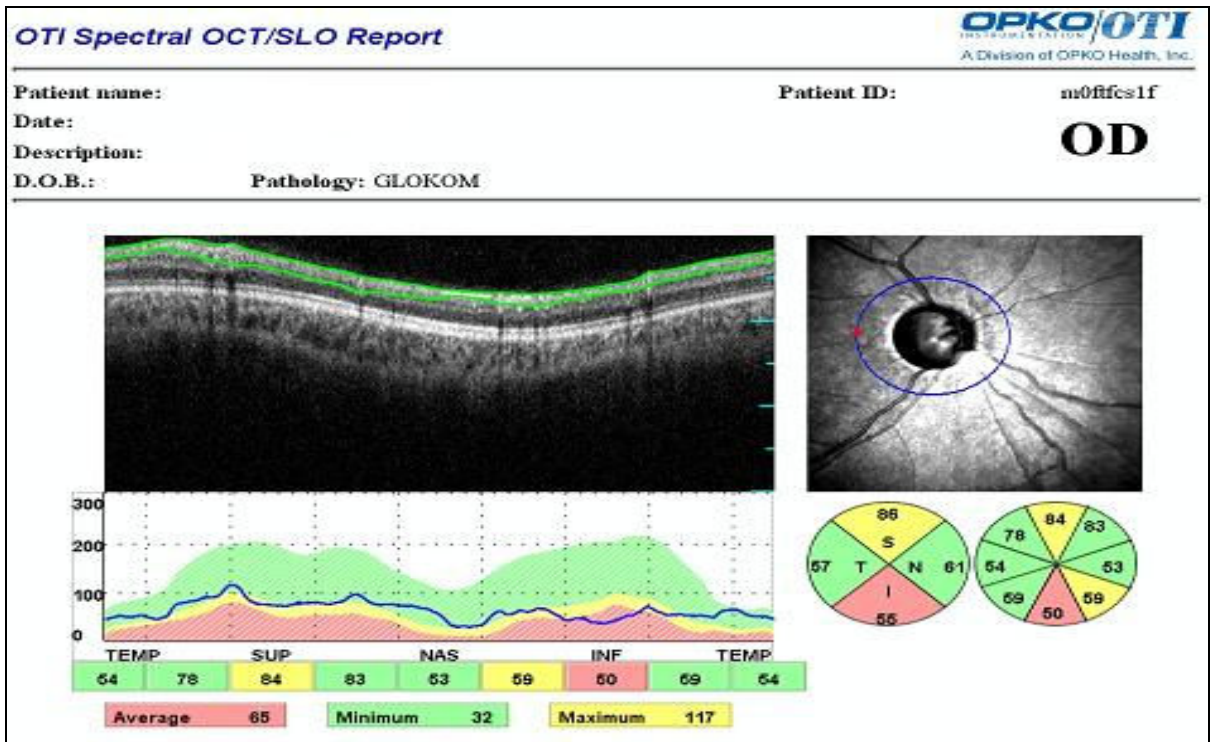 OTI Spectral OCT/SLO Report
OPKO/OTI
INSTRUMENTATION
A Division of OPKO Health, Inc.
Patient name: Patient ID: m0ftfcs1f
Date:
OD
Description:
D.O.B.: Pathology: GLOKOM
300
200
100
0
TEMP SUP NAS INF TEMP
54 78 84 83 53 59 50 59 54
Average 65 Minimum 32 Maximum 117
86
S
57 T N 61
I
55
84
78 83
54 53
59 59
50